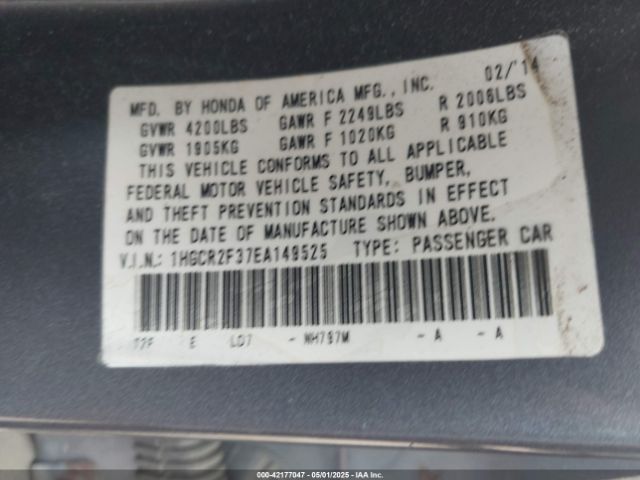 MFD. BY HONDA OF AMERICA MFG., INC. 02/'14
GVWR 4200LBS GAWR F 2249LBS R 2006LBS
GVWR 1905KG GAWR F 1020KG R 910KG
THIS VEHICLE CONFORMS TO ALL APPLICABLE
FEDERAL MOTOR VEHICLE SAFETY, BUMPER,
AND THEFT PREVENTION STANDARDS IN EFFECT
ON THE DATE OF MANUFACTURE SHOWN ABOVE.
V.I.N.: 1HGCR2F37EA149525 TYPE: PASSENGER CAR
T2F E LD7 - NH797M - A - A
000-42177047 - 05/01/2025 - IAA Inc.